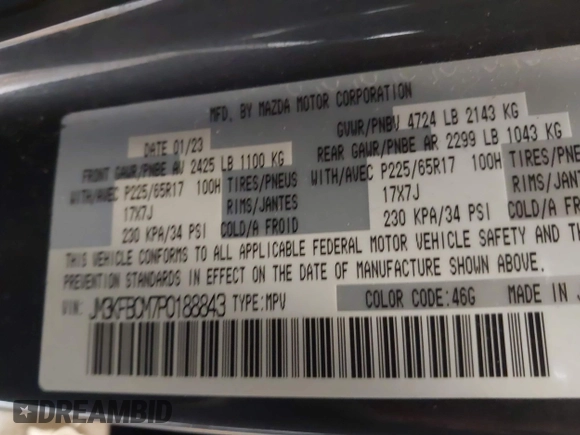 MFD. BY MAZDA MOTOR CORPORATION
DATE 01/23
GVWR/PNBV 4724 LB 2143 KG
FRONT GAWR/PNBE AV 2425 LB 1100 KG
REAR GAWR/PNBE AR 2299 LB 1043 KG
WITH/AVEC P225/65R17 100H TIRES/PNEUS WITH/AVEC P225/65R17 100H
17X7J RIMS/JANTES 17X7J
230 KPA/34 PSI COLD/A FROID 230 KPA/34 PSI COLD/A
THIS VEHICLE CONFORMS TO ALL APPLICABLE FEDERAL MOTOR VEHICLE SAFETY AND
PREVENTION STANDARDS IN EFFECT ON THE DATE OF MANUFACTURE SHOWN ABOVE.
VIN: JM3KFBCM7P0188843 TYPE:MPV COLOR CODE:46G MADE IN
DREAMBID